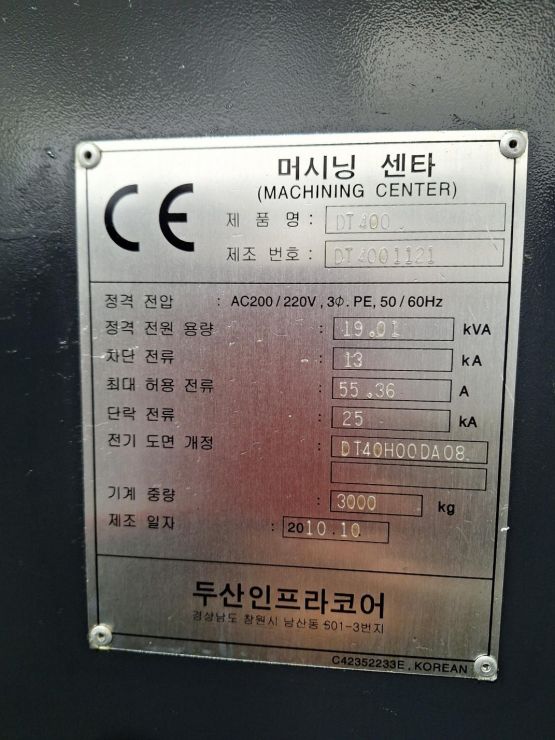 CE
머시닝 센타
(MACHINING CENTER)
제 품 명 : DT400
제조 번호 : DT4001121
정격 전압 : AC200/220V, 3Φ. PE, 50/60Hz
정격 전원 용량 : 19.01 kVA
차단 전류 : 13 kA
최대 허용 전류 : 55.36 A
단락 전류 : 25 kA
전기 도면 개정 : DT40H00DA08
기계 중량 : 3000 kg
제조 일자 : 2010.10
두산인프라코어
경상남도 창원시 남산동 601-3번지
C42352233E , KOREAN